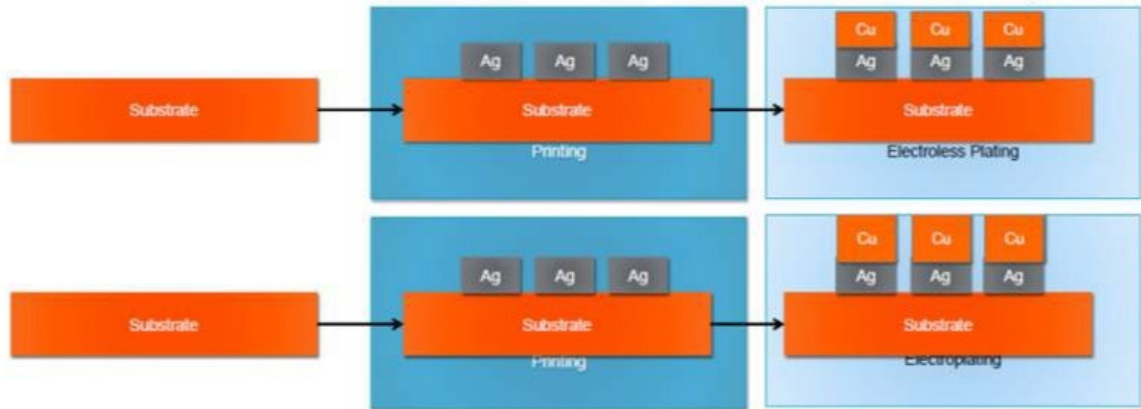 Cu Cu Cu
Ag Ag Ag Ag Ag Ag
Substrate Substrate Substrate
Printing Electroless Plating
Cu Cu Cu
Ag Ag Ag Ag Ag Ag
Substrate Substrate Substrate
Printing Electroplating